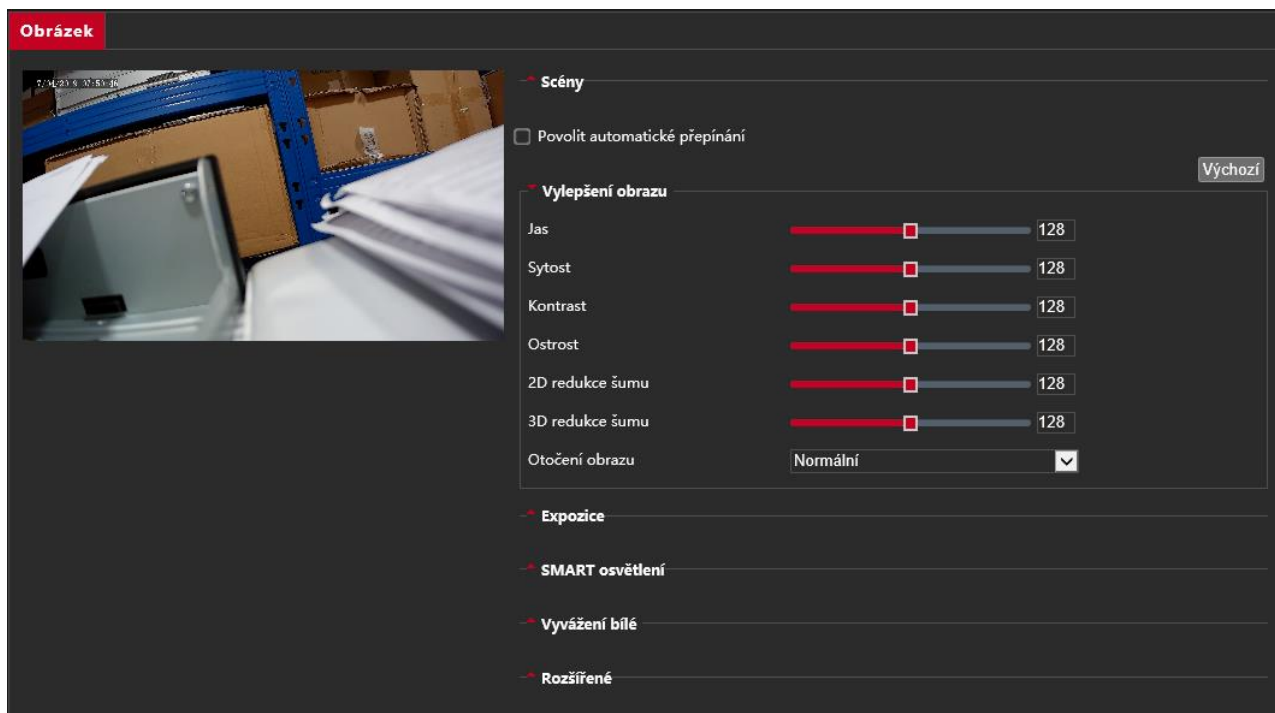 Obrázek
Scény
Povolit automatické přepínání
Výchozí
Vylepšení obrazu
Jas 128
Sytost 128
Kontrast 128
Ostrost 128
2D redukce šumu 128
3D redukce šumu 128
Otočení obrazu Normální
Expozice
SMART osvětlení
Vyvážení bílé
Rozšířené